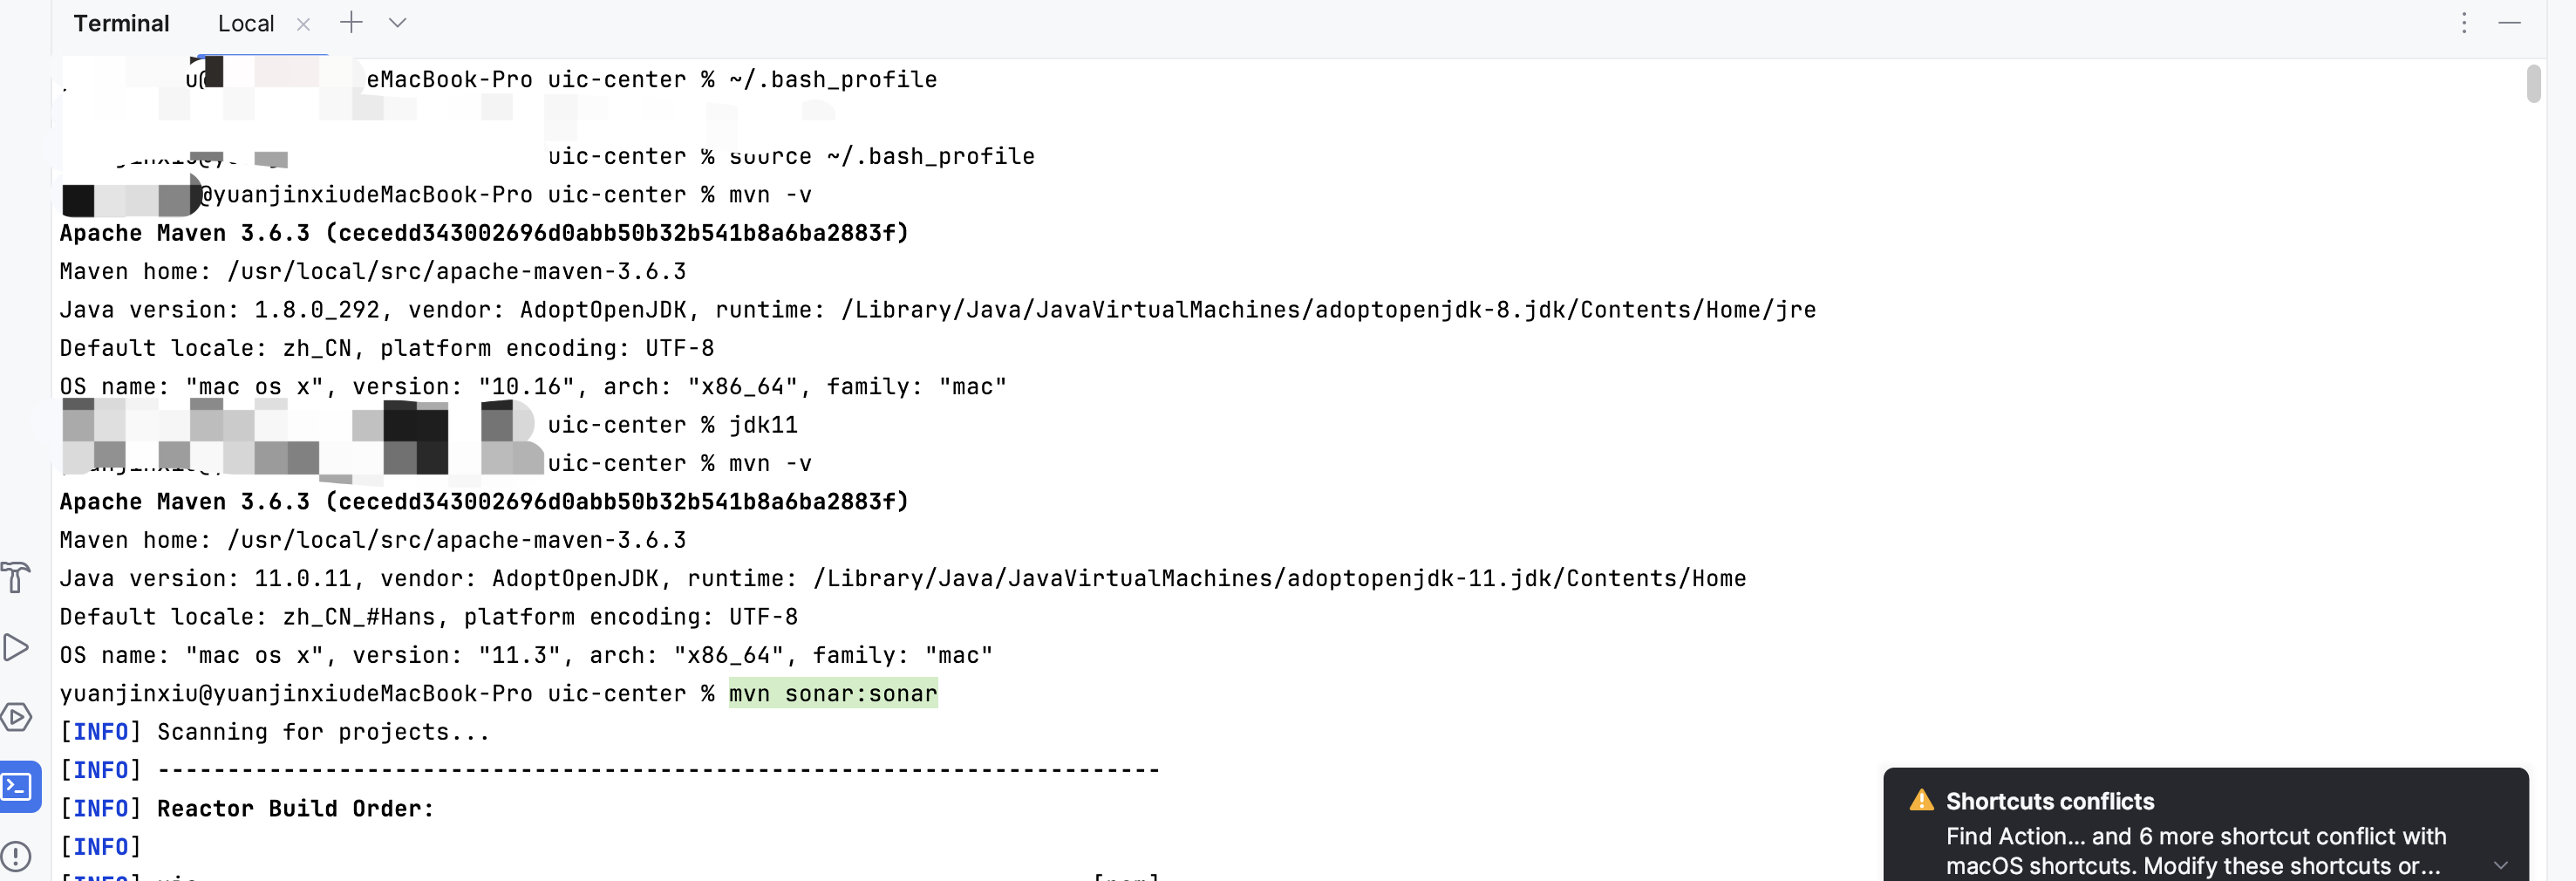 Terminal Local
eMacBook-Pro uic-center % ~/.bash_profile
uic-center % source ~/.bash_profile
@yuanjinxiudeMacBook-Pro uic-center % mvn -v
Apache Maven 3.6.3 (cecedd343002696d0abb50b32b541b8a6ba2883f)
Maven home: /usr/local/src/apache-maven-3.6.3
Java version: 1.8.0_292, vendor: AdoptOpenJDK, runtime: /Library/Java/JavaVirtualMachines/adoptopenjdk-8.jdk/Contents/Home/jre
Default locale: zh_CN, platform encoding: UTF-8
OS name: "mac os x", version: "10.16", arch: "x86_64", family: "mac"
uic-center % jdk11
uic-center % mvn -v
Apache Maven 3.6.3 (cecedd343002696d0abb50b32b541b8a6ba2883f)
Maven home: /usr/local/src/apache-maven-3.6.3
Java version: 11.0.11, vendor: AdoptOpenJDK, runtime: /Library/Java/JavaVirtualMachines/adoptopenjdk-11.jdk/Contents/Home
Default locale: zh_CN_#Hans, platform encoding: UTF-8
OS name: "mac os x", version: "11.3", arch: "x86_64", family: "mac"
yuanjinxiu@yuanjinxiudeMacBook-Pro uic-center % mvn sonar:sonar
[INFO] Scanning for projects...
[INFO] ------------------------------------------------------------------------
[INFO] Reactor Build Order:
[INFO]
Shortcuts conflicts
Find Action... and 6 more shortcut conflict with
macOS shortcuts. Modify these shortcuts or...